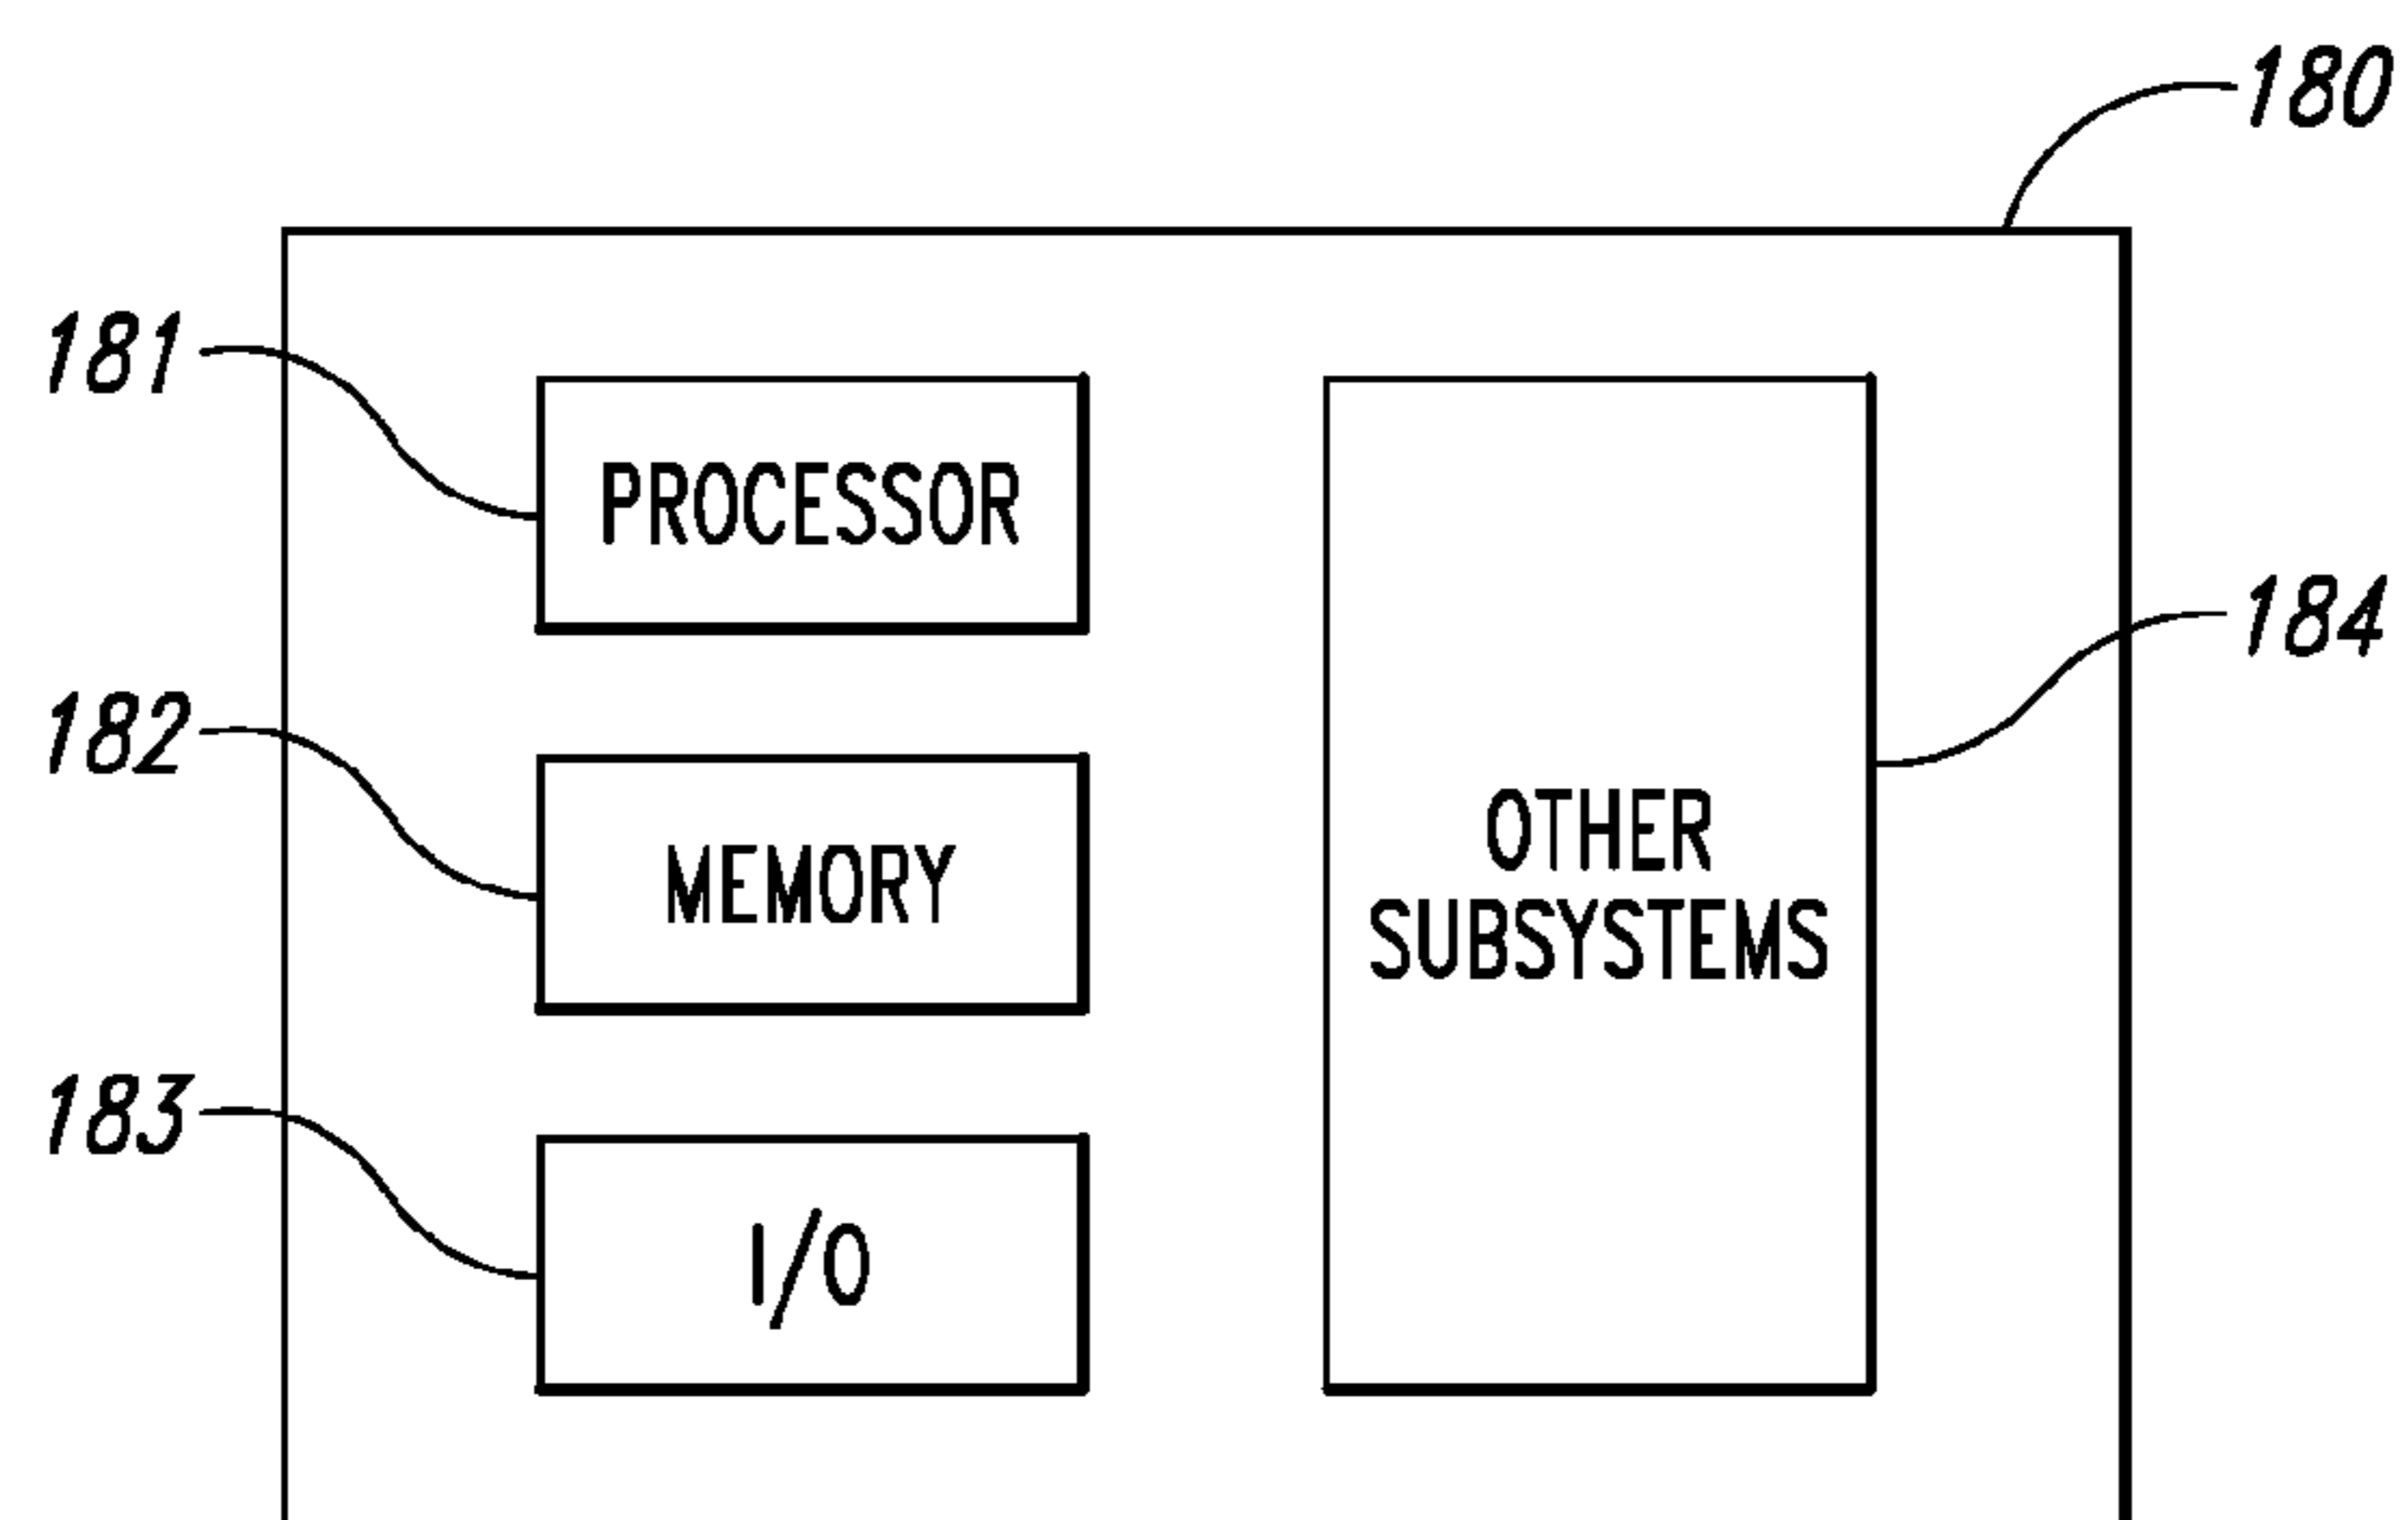 180
181
PROCESSOR
184
182
MEMORY
OTHER
SUBSYSTEMS
183
I/O